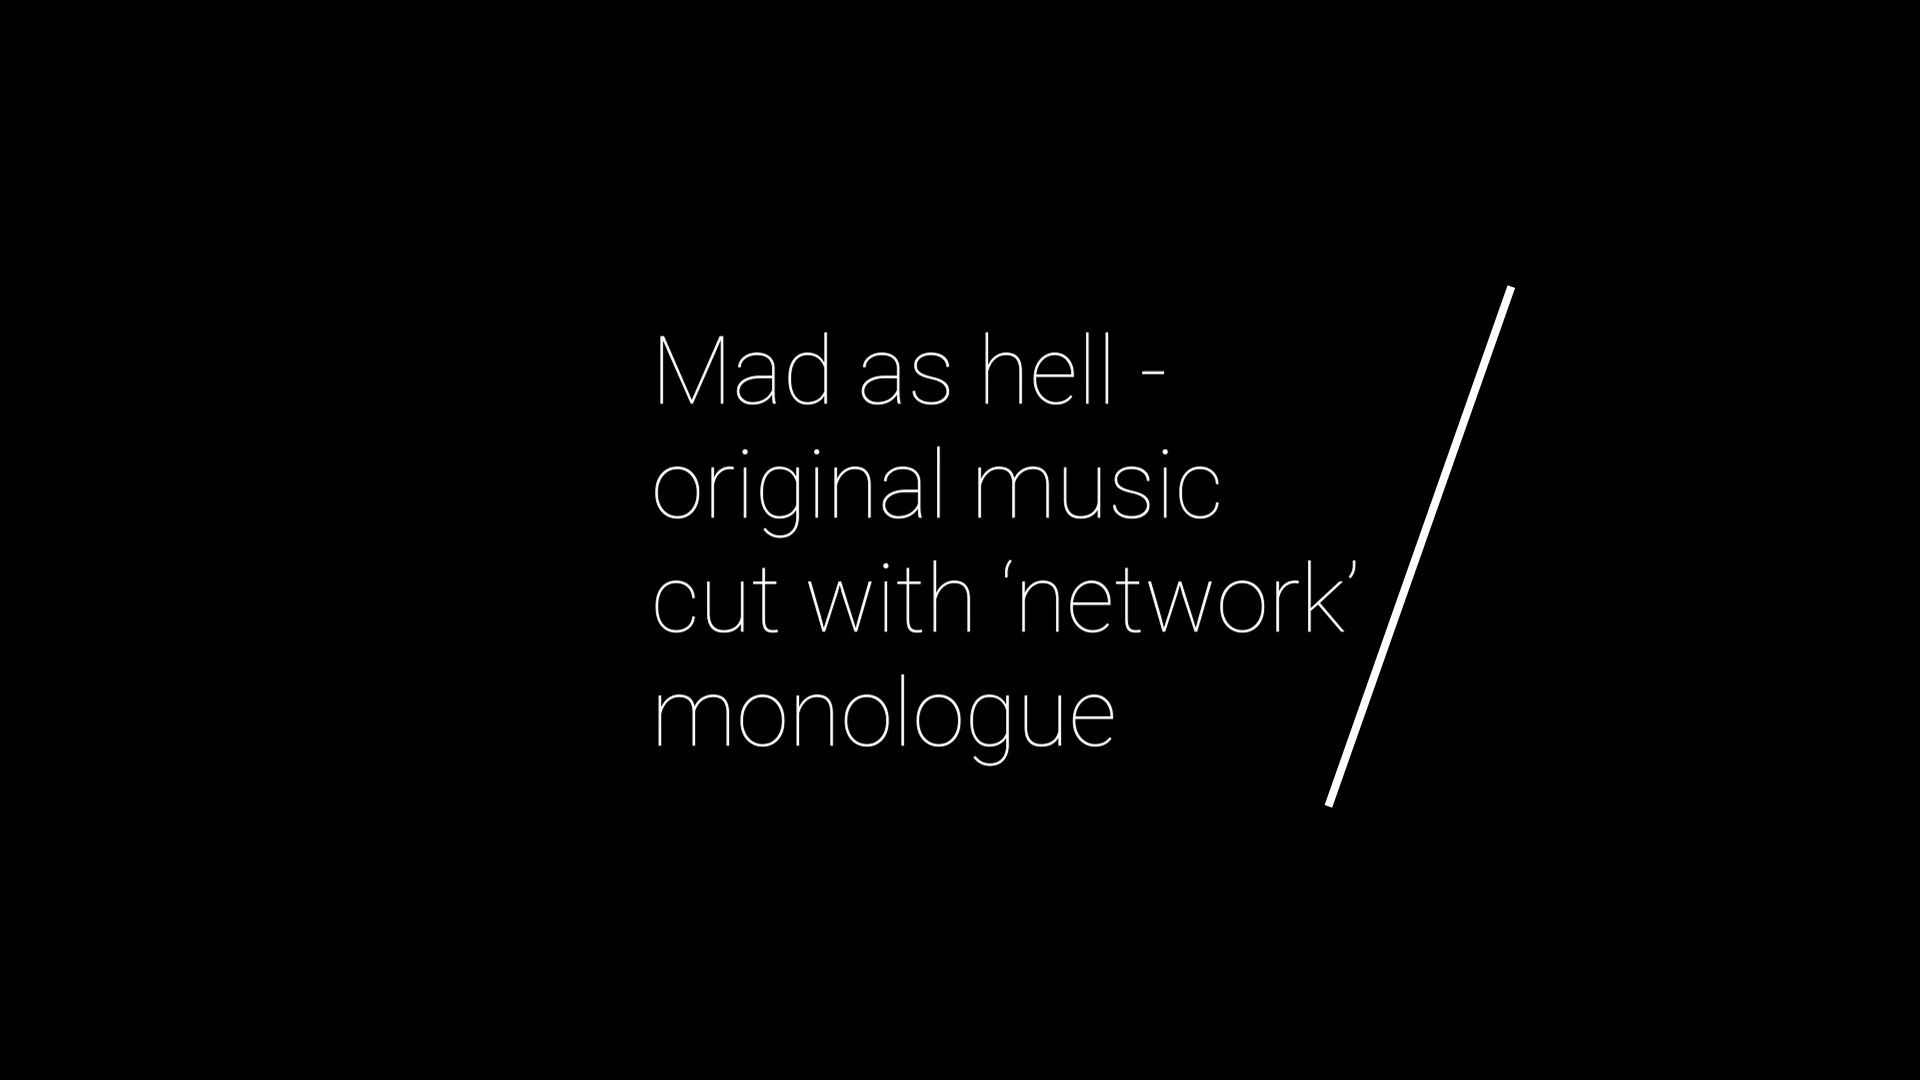 Mad as hell -
original music
cut with ‘network’
monologue